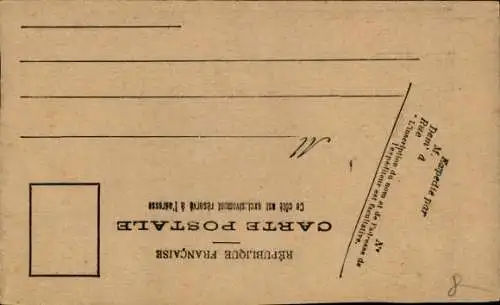 RÉPUBLIQUE FRANÇAISE
CARTE POSTALE
Ce côté est exclusivement réservé à l'adresse
M
M. Expédié par
Dem^t à
Rue
N°
L'inscription du nom et de l'adresse de
l'expéditeur est facultative.
8-